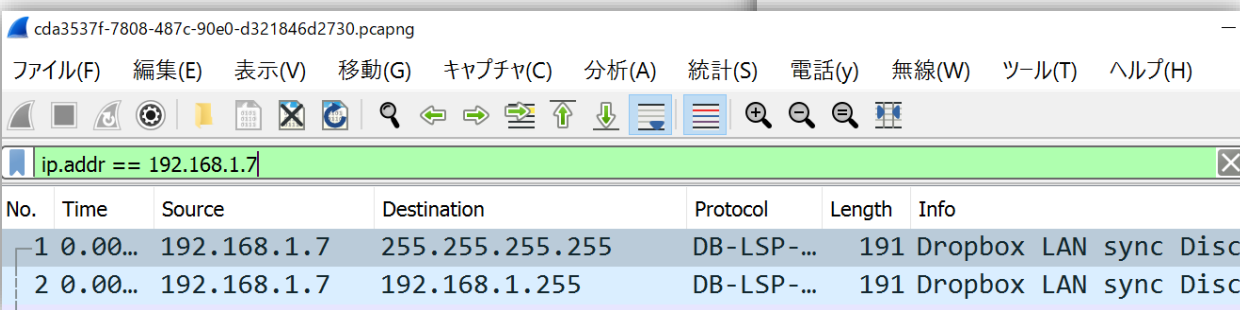 cda3537f-7808-487c-90e0-d321846d2730.pcapng
ファイル(F) 編集(E) 表示(V) 移動(G) キャプチャ(C) 分析(A) 統計(S) 電話(y) 無線(W) ツール(T) ヘルプ(H)
ip.addr == 192.168.1.7
No. Time Source Destination Protocol Length Info
1 0.00… 192.168.1.7 255.255.255.255 DB-LSP-… 191 Dropbox LAN sync Disc
2 0.00… 192.168.1.7 192.168.1.255 DB-LSP-… 191 Dropbox LAN sync Disc